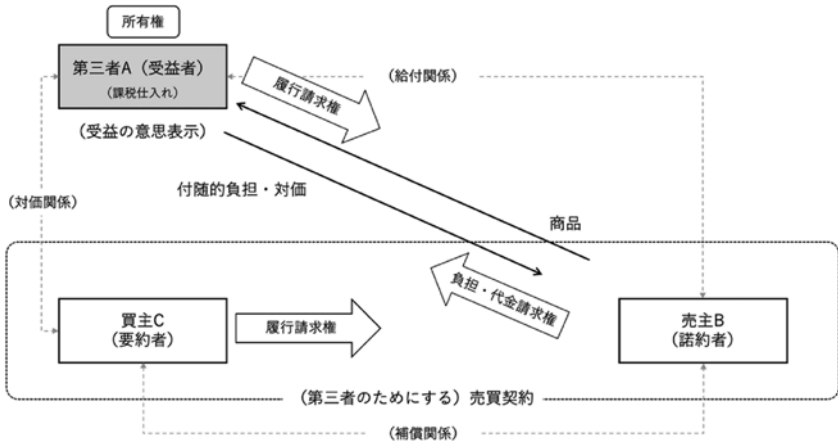 所有権
第三者A(受益者)
(課税仕入れ)
(給付関係)
履行請求権
(受益の意思表示)
付随的負担・対価
(対価関係)
商品
負担・代金請求権
買主C
(要約者)
履行請求権
売主B
(諾約者)
(第三者のためにする)売買契約
(補償関係)